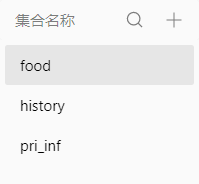 集合名称
food
history
pri_inf